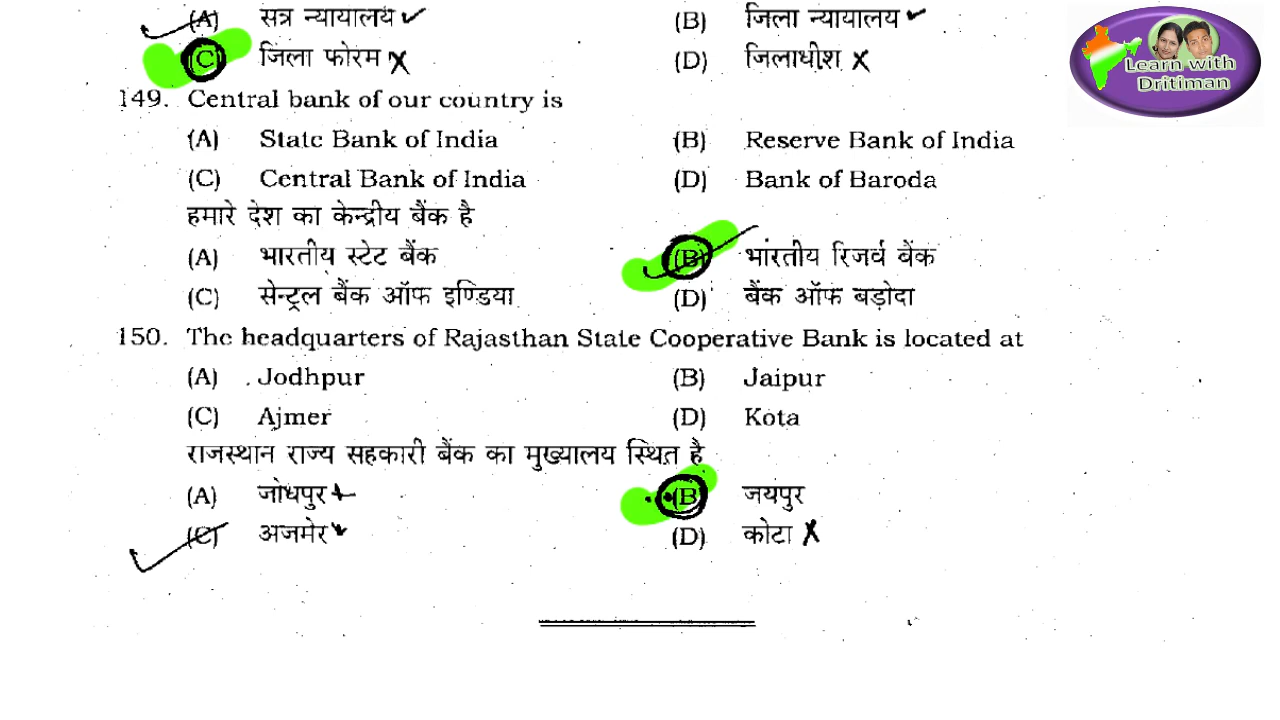 (A) सत्र न्यायालय (B) जिला न्यायालय
(C) जिला फोरम (D) जिलाधीश
Learn with
Dritiman
149. Central bank of our country is
(A) State Bank of India (B) Reserve Bank of India
(C) Central Bank of India (D) Bank of Baroda
हमारे देश का केन्द्रीय बैंक है
(A) भारतीय स्टेट बैंक (B) भारतीय रिजर्व बैंक
(C) सेन्ट्रल बैंक ऑफ इण्डिया (D) बैंक ऑफ बड़ोदा
150. The headquarters of Rajasthan State Cooperative Bank is located at
(A) Jodhpur (B) Jaipur
(C) Ajmer (D) Kota
राजस्थान राज्य सहकारी बैंक का मुख्यालय स्थित है
(A) जोधपुर (B) जयपुर
(C) अजमेर (D) कोटा